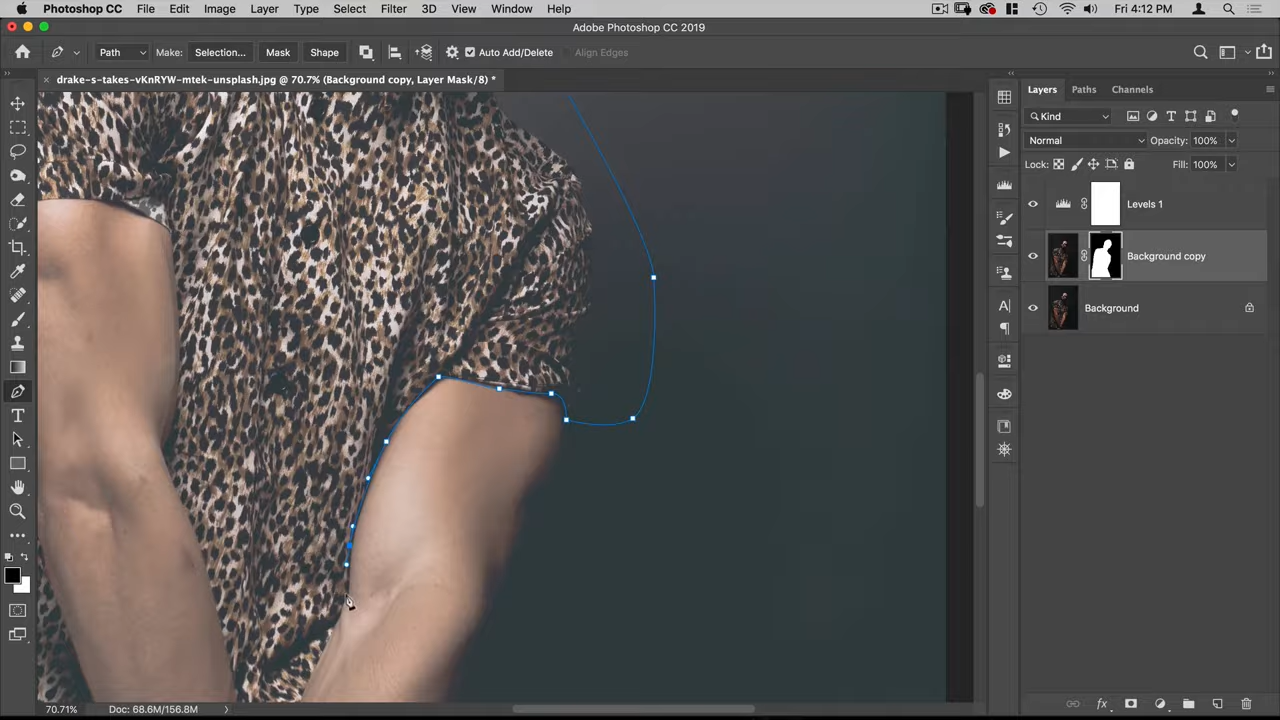 Photoshop CC File Edit Image Layer Type Select Filter 3D View Window Help Fri 4:12 PM
Adobe Photoshop CC 2019
Path Make: Selection... Mask Shape Auto Add/Delete Align Edges
drake-s-takes-vKnRYW-mtek-unsplash.jpg @ 70.7% (Background copy, Layer Mask/8) *
Layers Paths Channels
Kind
Normal Opacity: 100%
Lock: Fill: 100%
Levels 1
Background copy
Background
70.71% Doc: 68.6M/156.8M